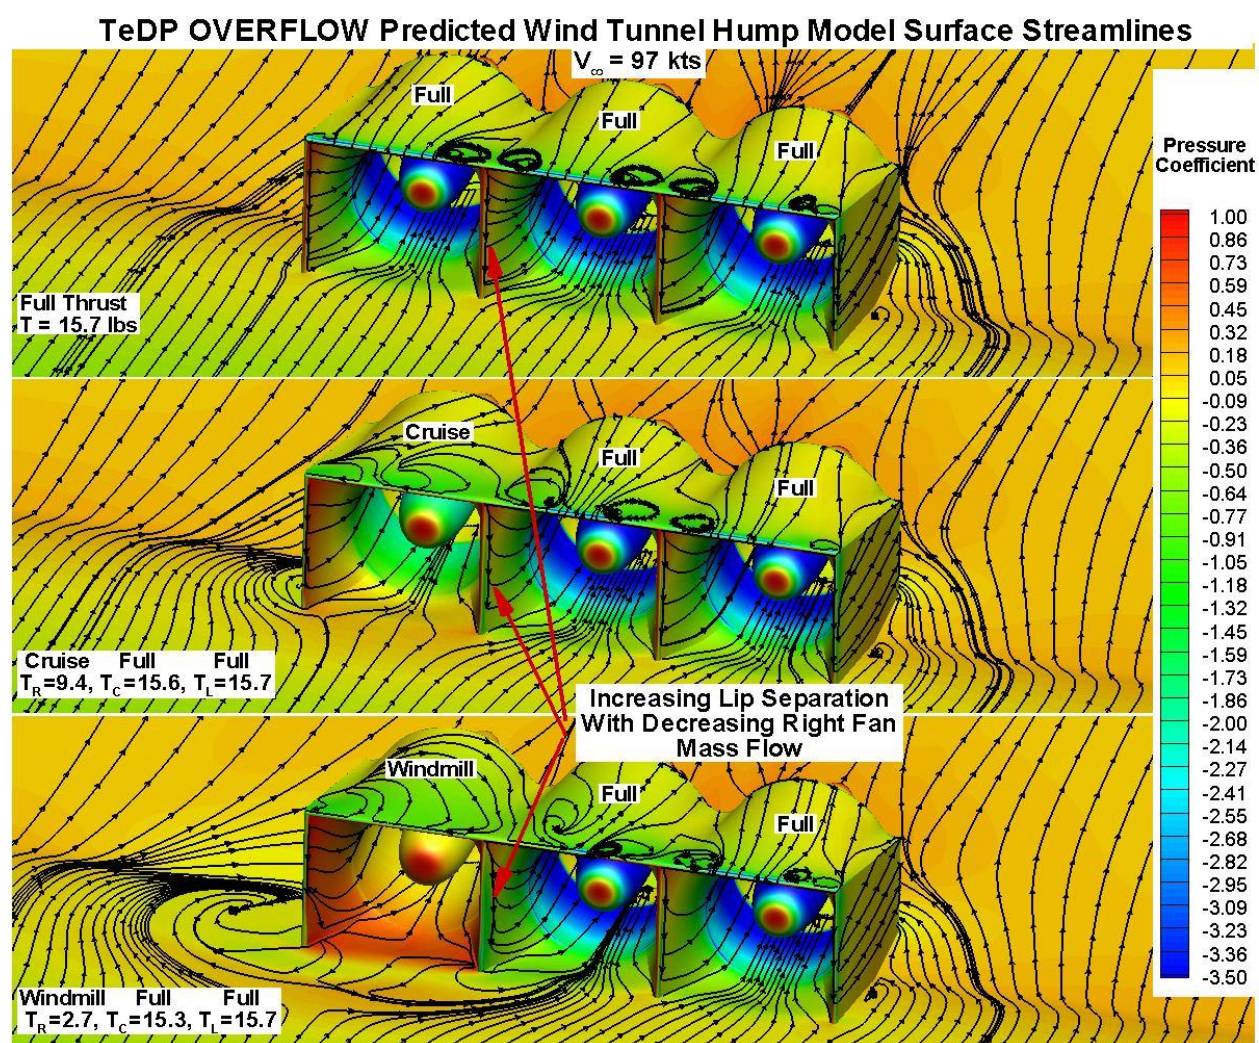 TeDP OVERFLOW Predicted Wind Tunnel Hump Model Surface Streamlines
V∞ = 97 kts
Full
Full
Full
Full Thrust
T = 15.7 lbs
Cruise
Full
Full
Cruise Full Full
TR=9.4, TC=15.6, TL=15.7
Increasing Lip Separation
With Decreasing Right Fan
Mass Flow
Windmill
Full
Full
Windmill Full Full
TR=2.7, TC=15.3, TL=15.7
Pressure
Coefficient
1.00
0.86
0.73
0.59
0.45
0.32
0.18
0.05
-0.09
-0.23
-0.36
-0.50
-0.64
-0.77
-0.91
-1.05
-1.18
-1.32
-1.45
-1.59
-1.73
-1.86
-2.00
-2.14
-2.27
-2.41
-2.55
-2.68
-2.82
-2.95
-3.09
-3.23
-3.36
-3.50